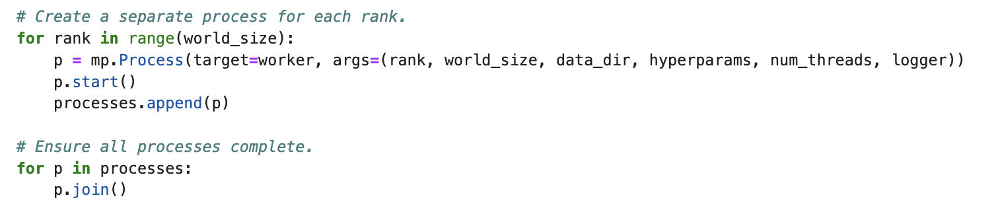 # Create a separate process for each rank.
for rank in range(world_size):
    p = mp.Process(target=worker, args=(rank, world_size, data_dir, hyperparams, num_threads, logger))
    p.start()
    processes.append(p)

# Ensure all processes complete.
for p in processes:
    p.join()